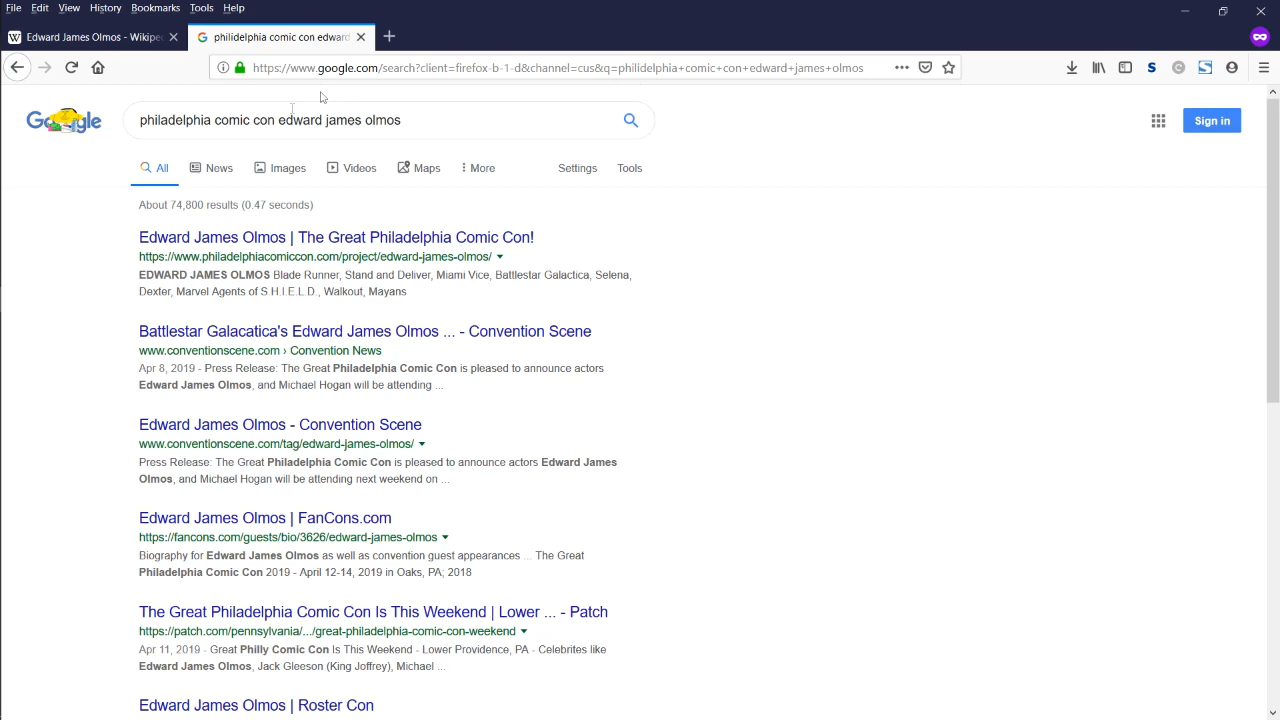 File Edit View History Bookmarks Tools Help
Edward James Olmos - Wikipe
philidelphia comic con edward
https://www.google.com/search?client=firefox-b-1-d&channel=cus&q=philidelphia+comic+con+edward+james+olmos
Google
philadelphia comic con edward james olmos
Sign in
All News Images Videos Maps More Settings Tools
About 74,800 results (0.47 seconds)
Edward James Olmos | The Great Philadelphia Comic Con!
https://www.philadelphiacomiccon.com/project/edward-james-olmos/
EDWARD JAMES OLMOS Blade Runner, Stand and Deliver, Miami Vice, Battlestar Galactica, Selena,
Dexter, Marvel Agents of S.H.I.E.L.D., Walkout, Mayans
Battlestar Galacatica's Edward James Olmos ... - Convention Scene
www.conventionscene.com › Convention News
Apr 8, 2019 - Press Release: The Great Philadelphia Comic Con is pleased to announce actors
Edward James Olmos, and Michael Hogan will be attending ...
Edward James Olmos - Convention Scene
www.conventionscene.com/tag/edward-james-olmos/
Press Release: The Great Philadelphia Comic Con is pleased to announce actors Edward James
Olmos, and Michael Hogan will be attending next weekend on ...
Edward James Olmos | FanCons.com
https://fancons.com/guests/bio/3626/edward-james-olmos
Biography for Edward James Olmos as well as convention guest appearances ... The Great
Philadelphia Comic Con 2019 - April 12-14, 2019 in Oaks, PA; 2018
The Great Philadelphia Comic Con Is This Weekend | Lower ... - Patch
https://patch.com/pennsylvania/.../great-philadelphia-comic-con-weekend
Apr 11, 2019 - Great Philly Comic Con Is This Weekend - Lower Providence, PA - Celebrites like
Edward James Olmos, Jack Gleeson (King Joffrey), Michael ...
Edward James Olmos | Roster Con